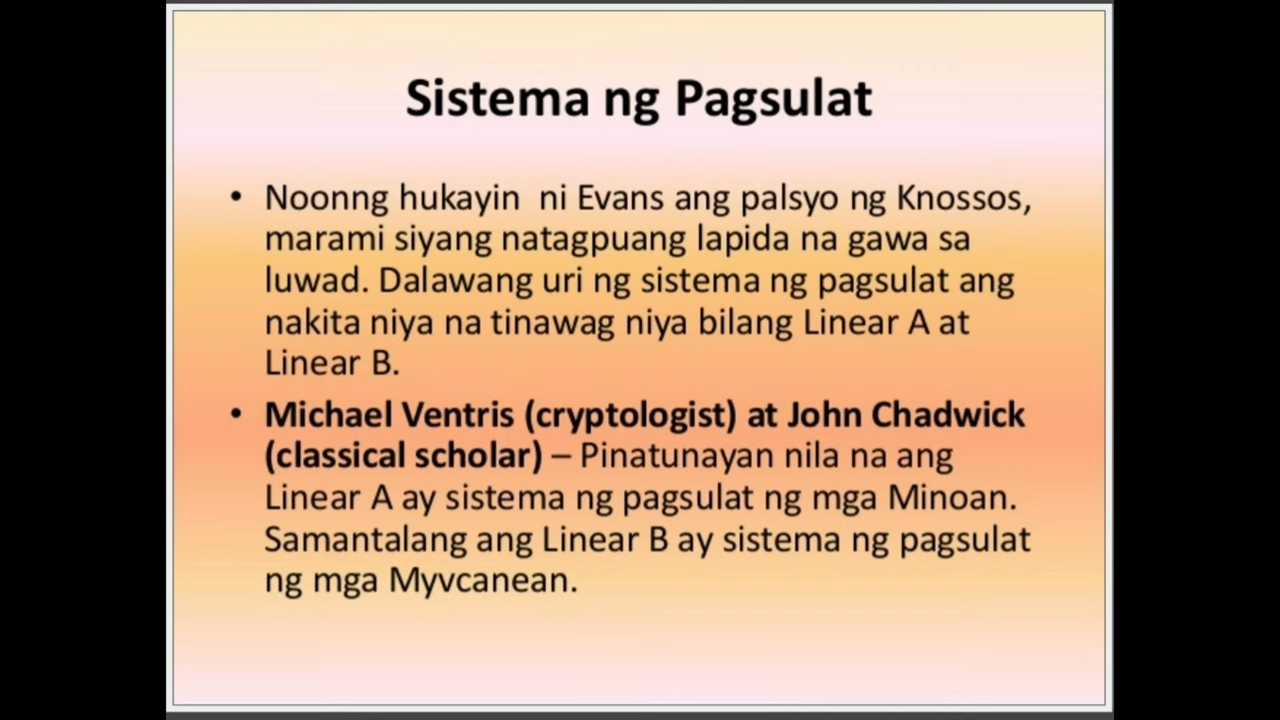 Sistema ng Pagsulat
• Noonng hukayin ni Evans ang palsyo ng Knossos,
marami siyang natagpuang lapida na gawa sa
luwad. Dalawang uri ng sistema ng pagsulat ang
nakita niya na tinawag niya bilang Linear A at
Linear B.
• Michael Ventris (cryptologist) at John Chadwick
(classical scholar) – Pinatunayan nila na ang
Linear A ay sistema ng pagsulat ng mga Minoan.
Samantalang ang Linear B ay sistema ng pagsulat
ng mga Myvcanean.